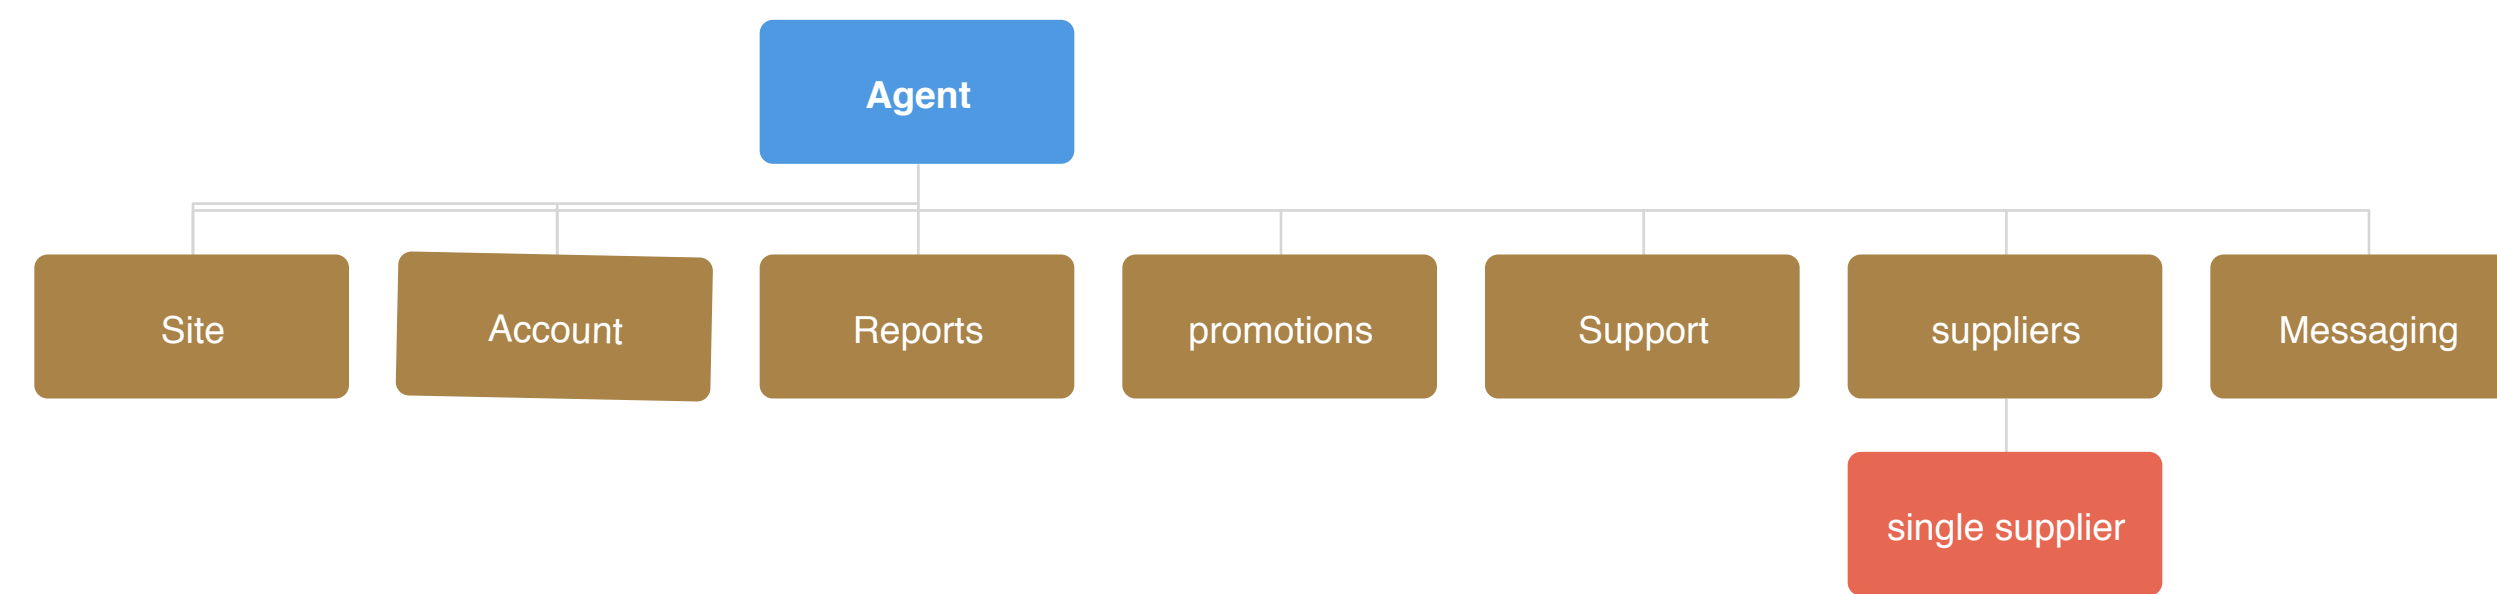 Agent
Site
Account
Reports
promotions
Support
suppliers
Messaging
single supplier